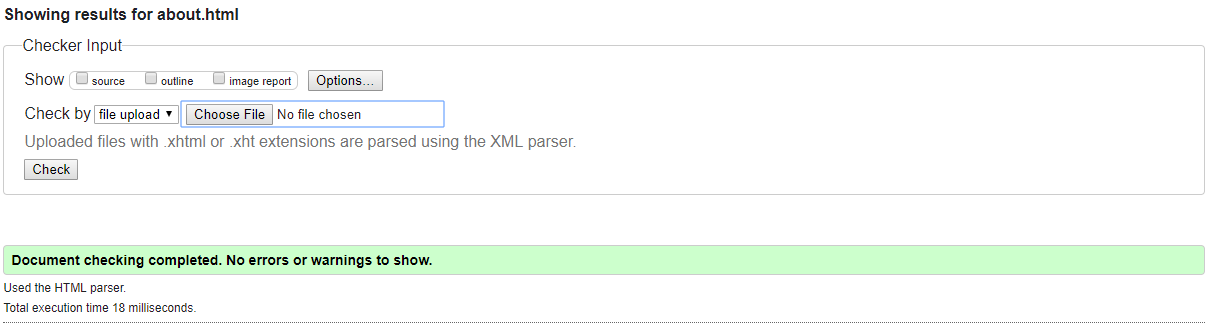 Showing results for about.html
Checker Input
Show source outline image report Options...
Check by file upload Choose File No file chosen
Uploaded files with .xhtml or .xht extensions are parsed using the XML parser.
Check
Document checking completed. No errors or warnings to show.
Used the HTML parser.
Total execution time 18 milliseconds.